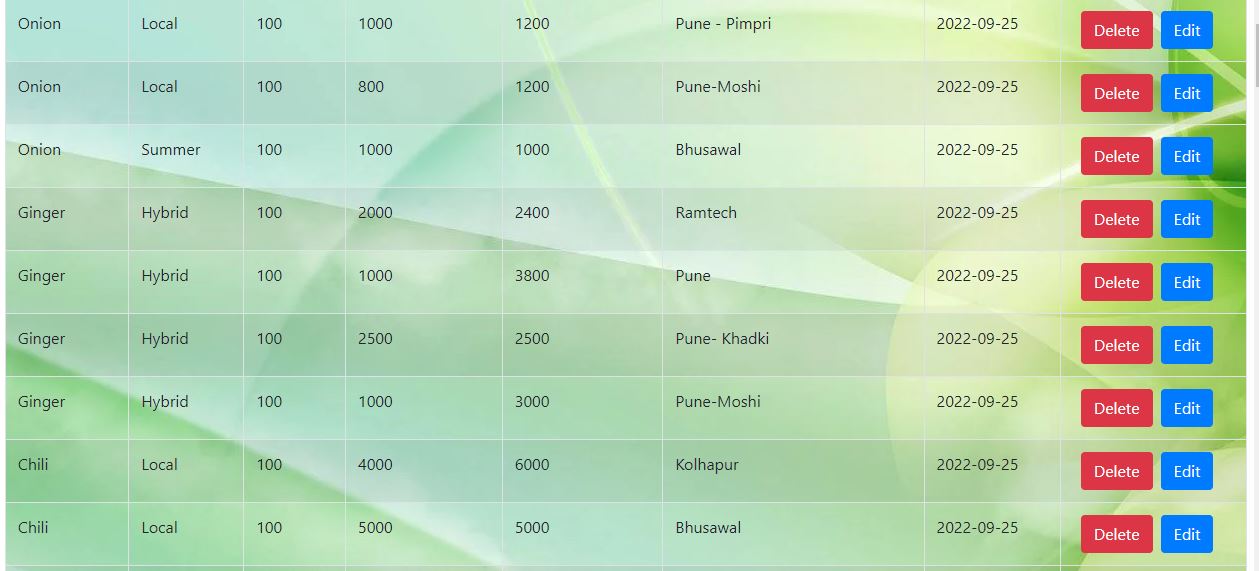 Onion Local 100 1000 1200 Pune - Pimpri 2022-09-25 Delete Edit
Onion Local 100 800 1200 Pune-Moshi 2022-09-25 Delete Edit
Onion Summer 100 1000 1000 Bhusawal 2022-09-25 Delete Edit
Ginger Hybrid 100 2000 2400 Ramtech 2022-09-25 Delete Edit
Ginger Hybrid 100 1000 3800 Pune 2022-09-25 Delete Edit
Ginger Hybrid 100 2500 2500 Pune- Khadki 2022-09-25 Delete Edit
Ginger Hybrid 100 1000 3000 Pune-Moshi 2022-09-25 Delete Edit
Chili Local 100 4000 6000 Kolhapur 2022-09-25 Delete Edit
Chili Local 100 5000 5000 Bhusawal 2022-09-25 Delete Edit